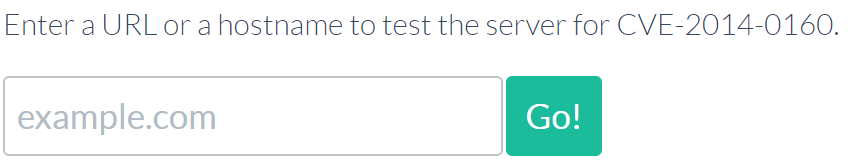 Enter a URL or a hostname to test the server for CVE-2014-0160.
example.com Go!